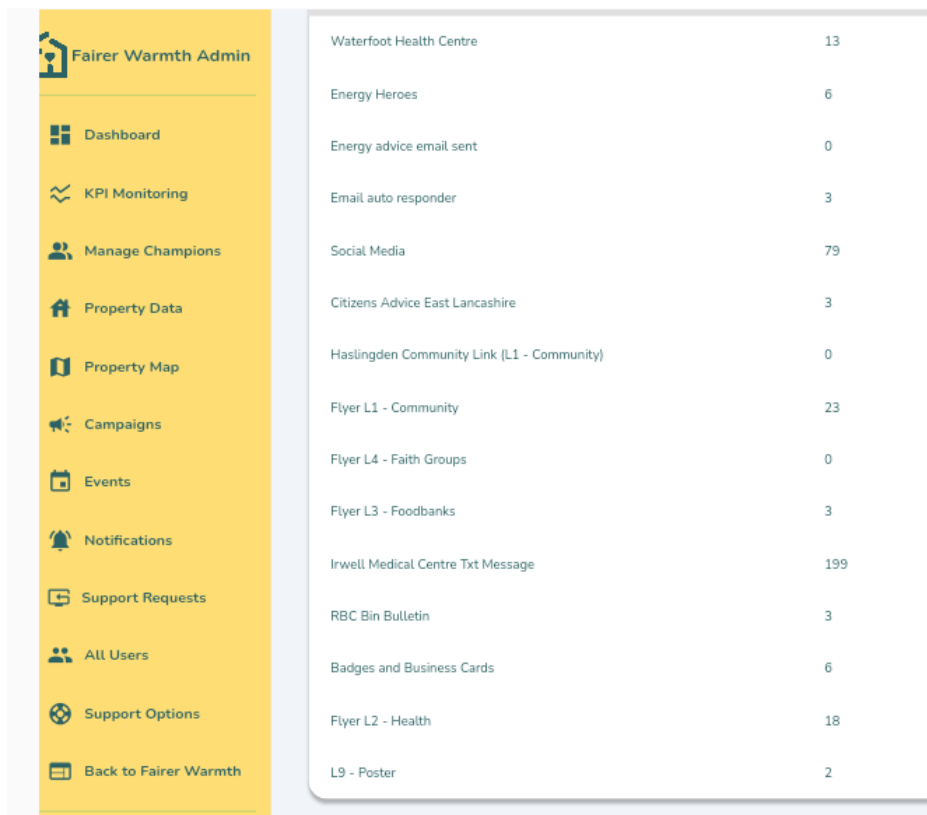 Fairer Warmth Admin
Dashboard
KPI Monitoring
Manage Champions
Property Data
Property Map
Campaigns
Events
Notifications
Support Requests
All Users
Support Options
Back to Fairer Warmth
Waterfoot Health Centre 13
Energy Heroes 6
Energy advice email sent 0
Email auto responder 3
Social Media 79
Citizens Advice East Lancashire 3
Haslingden Community Link (L1 - Community) 0
Flyer L1 - Community 23
Flyer L4 - Faith Groups 0
Flyer L3 - Foodbanks 3
Irwell Medical Centre Txt Message 199
RBC Bin Bulletin 3
Badges and Business Cards 6
Flyer L2 - Health 18
L9 - Poster 2